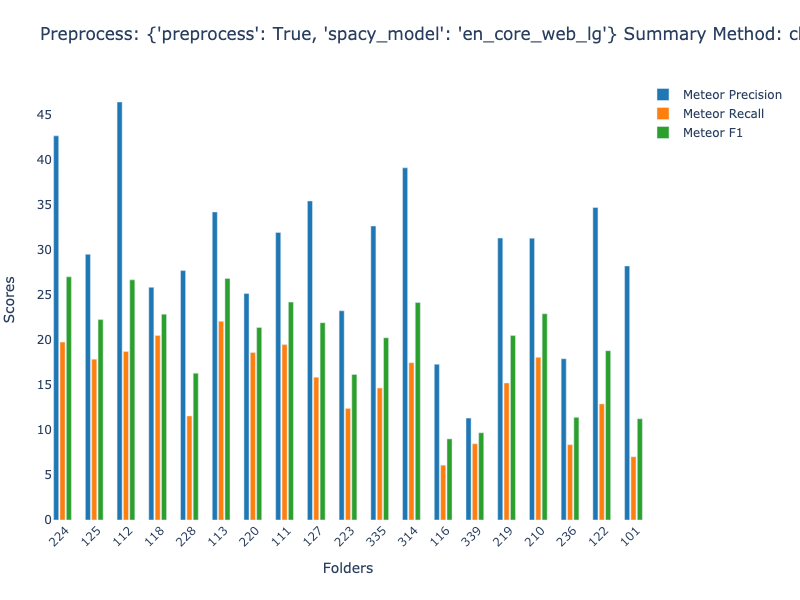 Preprocess: {'preprocess': True, 'spacy_model': 'en_core_web_lg'} Summary Method:
Meteor Precision
Meteor Recall
Meteor F1
45
40
35
30
25
20
15
10
5
0
Scores
224 125 112 118 228 113 220 111 127 223 335 314 116 339 219 210 236 122 101
Folders